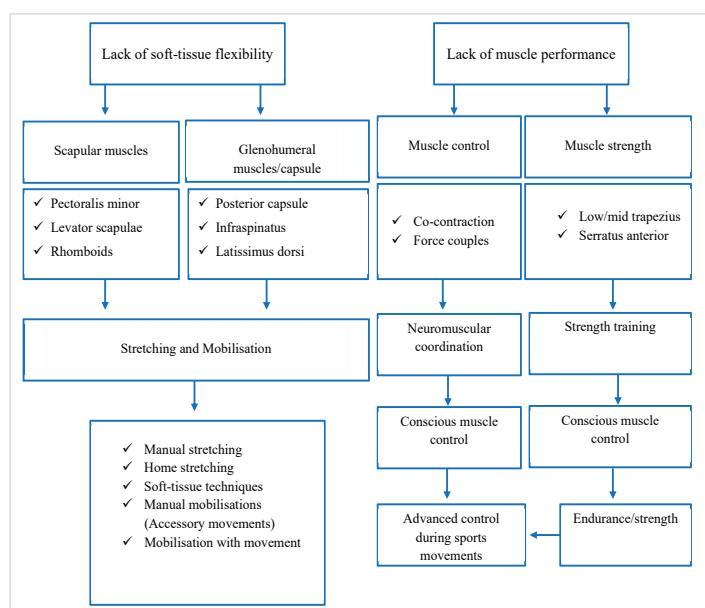 Lack of soft-tissue flexibility
Lack of muscle performance
Scapular muscles
Glenohumeral
muscles/capsule
Muscle control
Muscle strength
✓ Pectoralis minor
✓ Levator scapulae
✓ Rhomboids
✓ Posterior capsule
✓ Infraspinatus
✓ Latissimus dorsi
✓ Co-contraction
✓ Force couples
✓ Low/mid trapezius
✓ Serratus anterior
Stretching and Mobilisation
Neuromuscular
coordination
Strength training
✓ Manual stretching
✓ Home stretching
✓ Soft-tissue techniques
✓ Manual mobilisations
(Accessory movements)
✓ Mobilisation with movement
Conscious muscle
control
Conscious muscle
control
Advanced control
during sports
movements
Endurance/strength